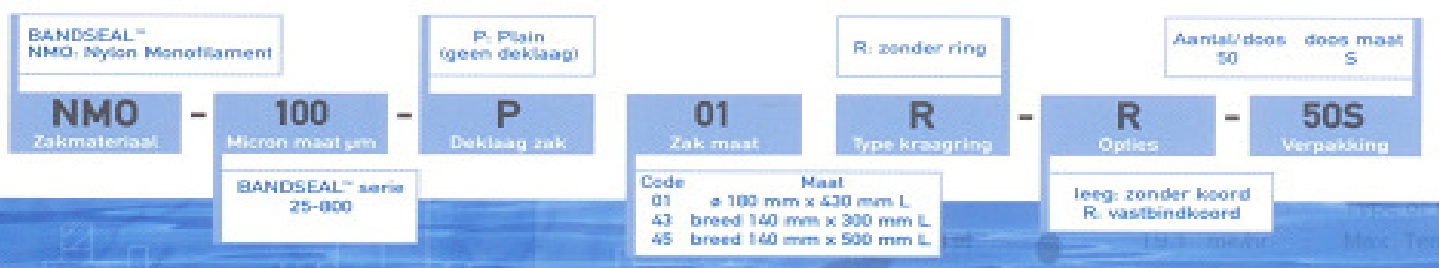 BANDSEAL™
NMO: Nylon Monofilament
P: Plain
(geen deklaag)
R: zonder ring
Aantal/doos doos maat
50 S
NMO - 100 - P 01 R - R - 50S
Zakmateriaal Micron maat µm Deklaag zak Zak maat Type kraagring Opties Verpakking
BANDSEAL™ serie
25-800
Code Maat
01 ø 180 mm x 430 mm L
43 breed 140 mm x 300 mm L
45 breed 140 mm x 500 mm L
leeg: zonder koord
R: vastbindkoord